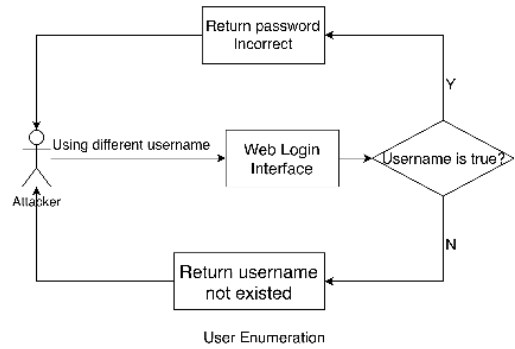 Return password
Incorrect
Y
Using different username
Web Login
Interface
Username is true?
Attacker
N
Return username
not existed
User Enumeration